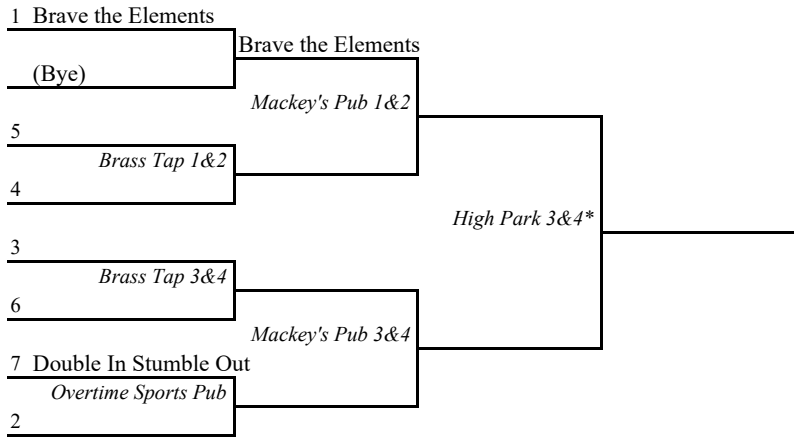 1 Brave the Elements
Brave the Elements
(Bye)
Mackey's Pub 1&2
5
Brass Tap 1&2
4
High Park 3&4*
3
Brass Tap 3&4
6
Mackey's Pub 3&4
7 Double In Stumble Out
Overtime Sports Pub
2